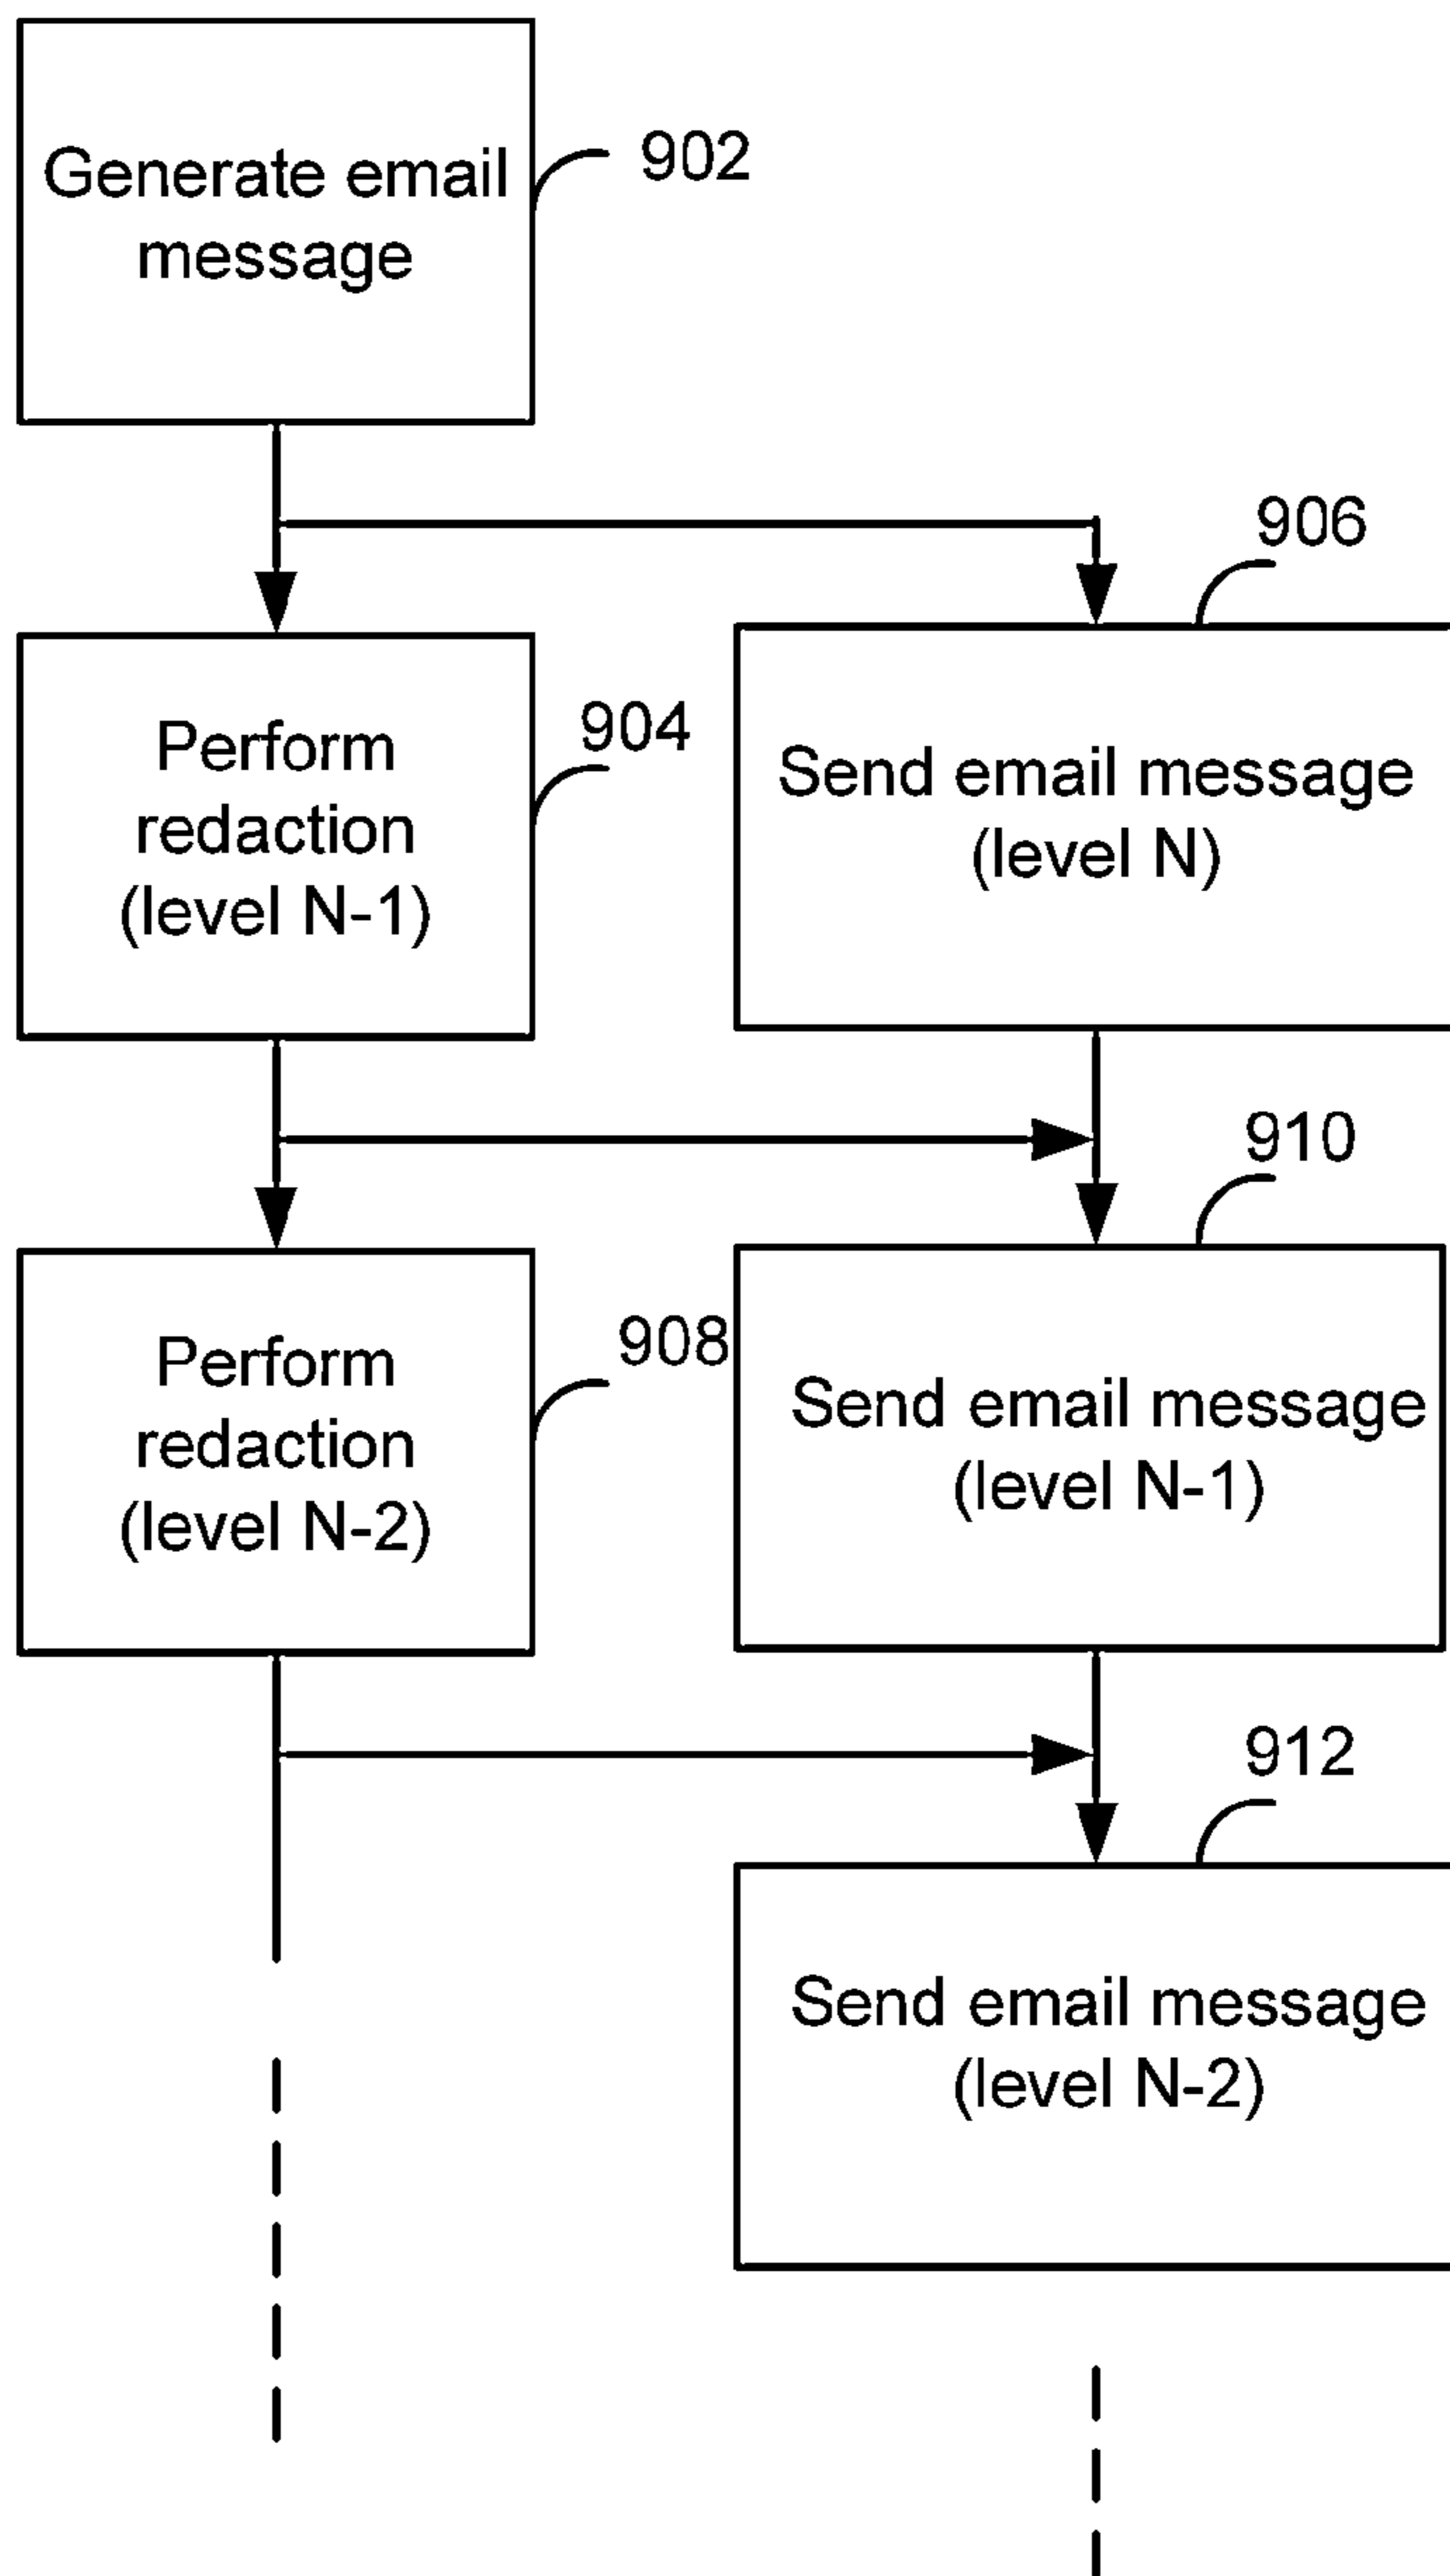 Generate email
message
902
906
Perform
redaction
(level N-1)
904
Send email message
(level N)
910
Perform
redaction
(level N-2)
908
Send email message
(level N-1)
912
Send email message
(level N-2)